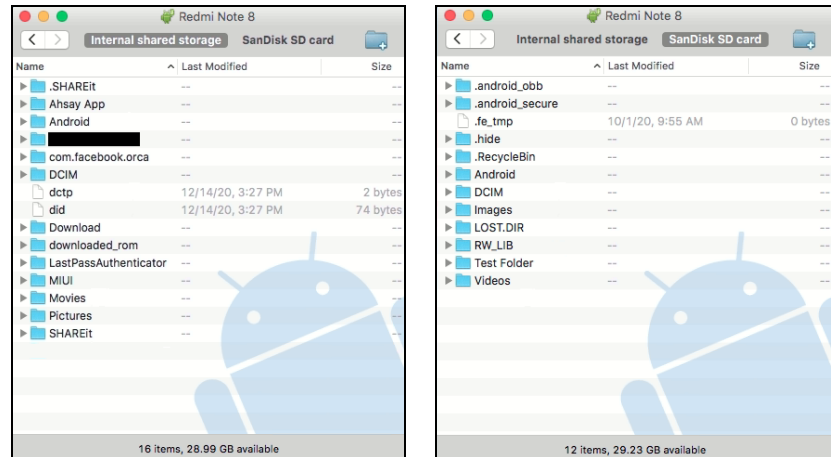 Redmi Note 8
Internal shared storage SanDisk SD card
Name Last Modified Size
.SHAREit -- --
Ahsay App -- --
Android -- --
-- --
com.facebook.orca -- --
DCIM -- --
dctp 12/14/20, 3:27 PM 2 bytes
did 12/14/20, 3:27 PM 74 bytes
Download -- --
downloaded_rom -- --
LastPassAuthenticator -- --
MIUI -- --
Movies -- --
Pictures -- --
SHAREit -- --
16 items, 28.99 GB available
Redmi Note 8
Internal shared storage SanDisk SD card
Name Last Modified Size
.android_obb -- --
.android_secure -- --
.fe_tmp 10/1/20, 9:55 AM 0 bytes
.hide -- --
.RecycleBin -- --
Android -- --
DCIM -- --
Images -- --
LOST.DIR -- --
RW_LIB -- --
Test Folder -- --
Videos -- --
12 items, 29.23 GB available